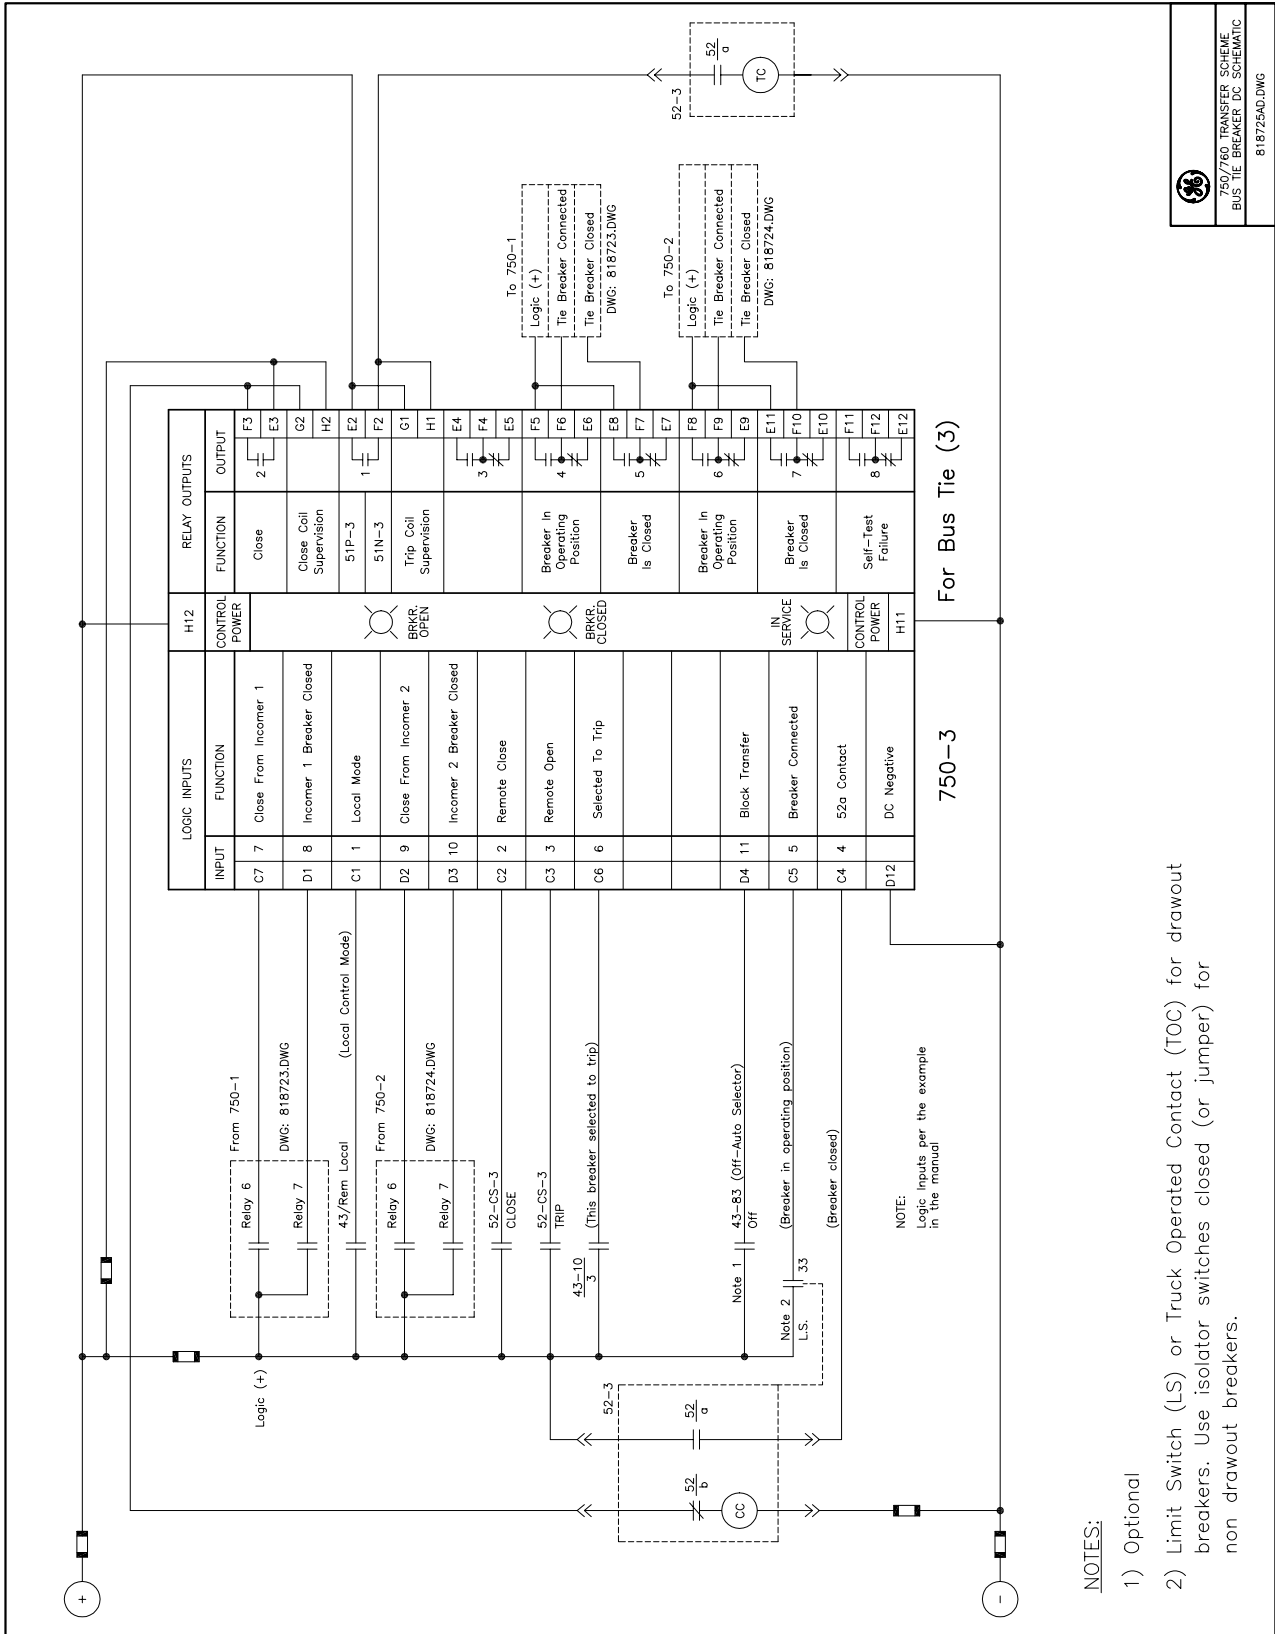 +
-
Logic (+)
From 750-1
Relay 6
Relay 7
DWG: 818723.DWG
43/Rem Local
(Local Control Mode)
From 750-2
Relay 6
Relay 7
DWG: 818724.DWG
52-CS-3
CLOSE
52-CS-3
TRIP
43-10
3
(This breaker selected to trip)
Note 1
43-83 (Off-Auto Selector)
Off
Note 2
L.S.
33
(Breaker in operating position)
(Breaker closed)
52-3
52
a
52
b
CC
NOTE:
Logic Inputs per the example
in the manual
LOGIC INPUTS
INPUT FUNCTION
C7 7 Close From Incomer 1
D1 8 Incomer 1 Breaker Closed
C1 1 Local Mode
D2 9 Close From Incomer 2
D3 10 Incomer 2 Breaker Closed
C2 2 Remote Close
C3 3 Remote Open
C6 6 Selected To Trip
D4 11 Block Transfer
C5 5 Breaker Connected
C4 4 52a Contact
D12 DC Negative
H12
CONTROL
POWER
BRKR.
OPEN
BRKR.
CLOSED
IN
SERVICE
CONTROL
POWER
H11
RELAY OUTPUTS
FUNCTION OUTPUT
Close
2
F3
E3
Close Coil
Supervision
G2
H2
51P-3
51N-3
1
E2
F2
Trip Coil
Supervision
G1
H1
3
E4
F4
E5
Breaker In
Operating
Position
4
F5
F6
E6
Breaker
Is Closed
5
E8
F7
E7
Breaker In
Operating
Position
6
F8
F9
E9
Breaker
Is Closed
7
E11
F10
E10
Self-Test
Failure
8
F11
F12
E12
750-3
For Bus Tie (3)
To 750-1
Logic (+)
Tie Breaker Connected
Tie Breaker Closed
DWG: 818723.DWG
To 750-2
Logic (+)
Tie Breaker Connected
Tie Breaker Closed
DWG: 818724.DWG
52-3
52
a
TC
NOTES:
1) Optional
2) Limit Switch (LS) or Truck Operated Contact (TOC) for drawout
breakers. Use isolator switches closed (or jumper) for
non drawout breakers.
GE
750/760 TRANSFER SCHEME
BUS TIE BREAKER DC SCHEMATIC
818725AD.DWG